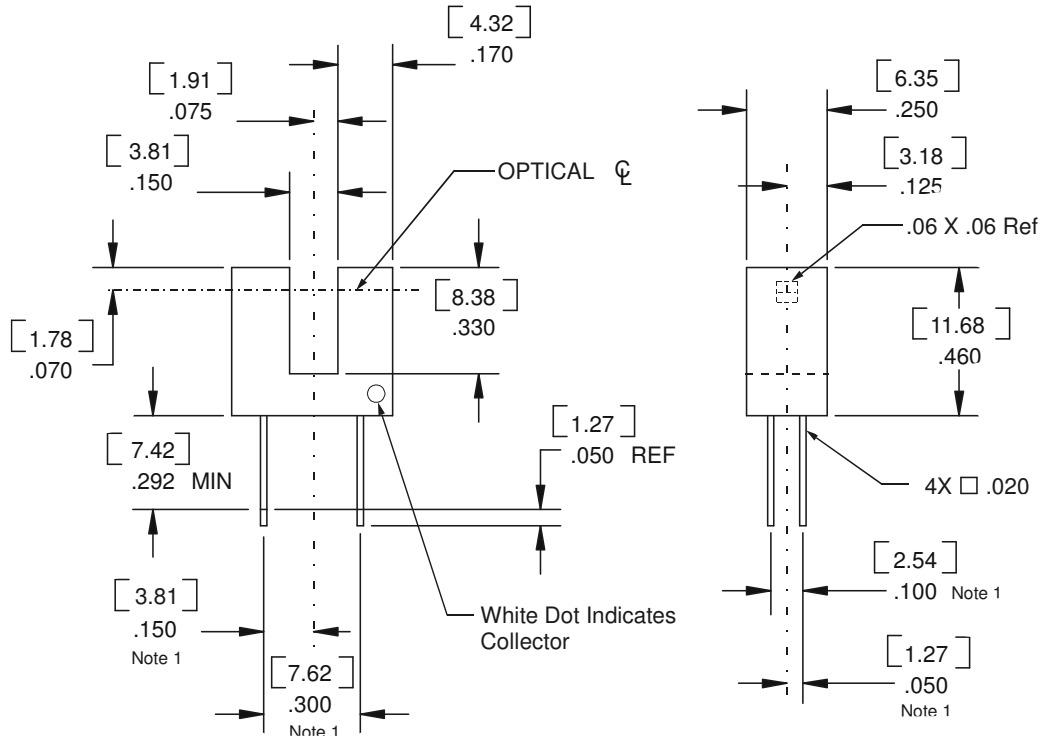 [4.32]
.170
[1.91]
.075
[3.81]
.150
OPTICAL ℄
[8.38]
.330
[1.78]
.070
[7.42]
.292 MIN
[1.27]
.050 REF
[3.81]
.150
Note 1
White Dot Indicates
Collector
[7.62]
.300
Note 1
[6.35]
.250
[3.18]
.125
.06 X .06 Ref
[11.68]
.460
4X □ .020
[2.54]
.100 Note 1
[1.27]
.050
Note 1